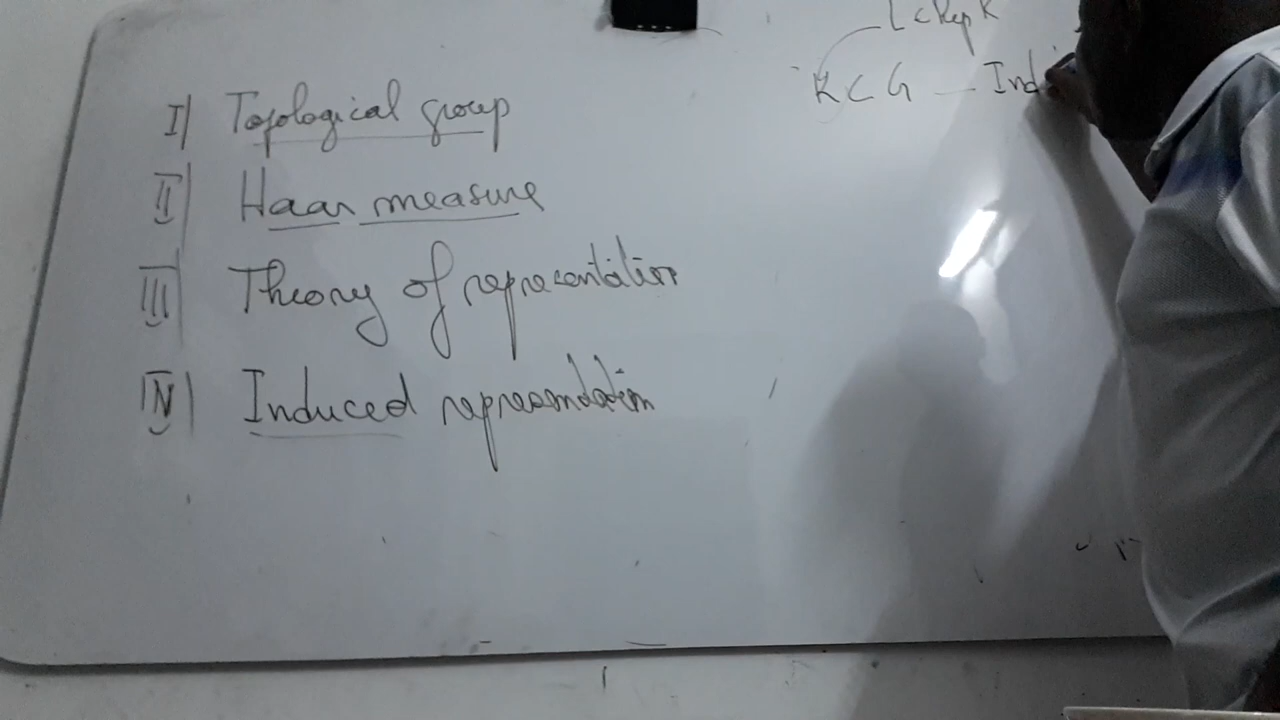 I) Topological group
II) Haar measure
III) Theory of representation
IV) Induced representation
L c Rep K
K ⊂ G — Ind